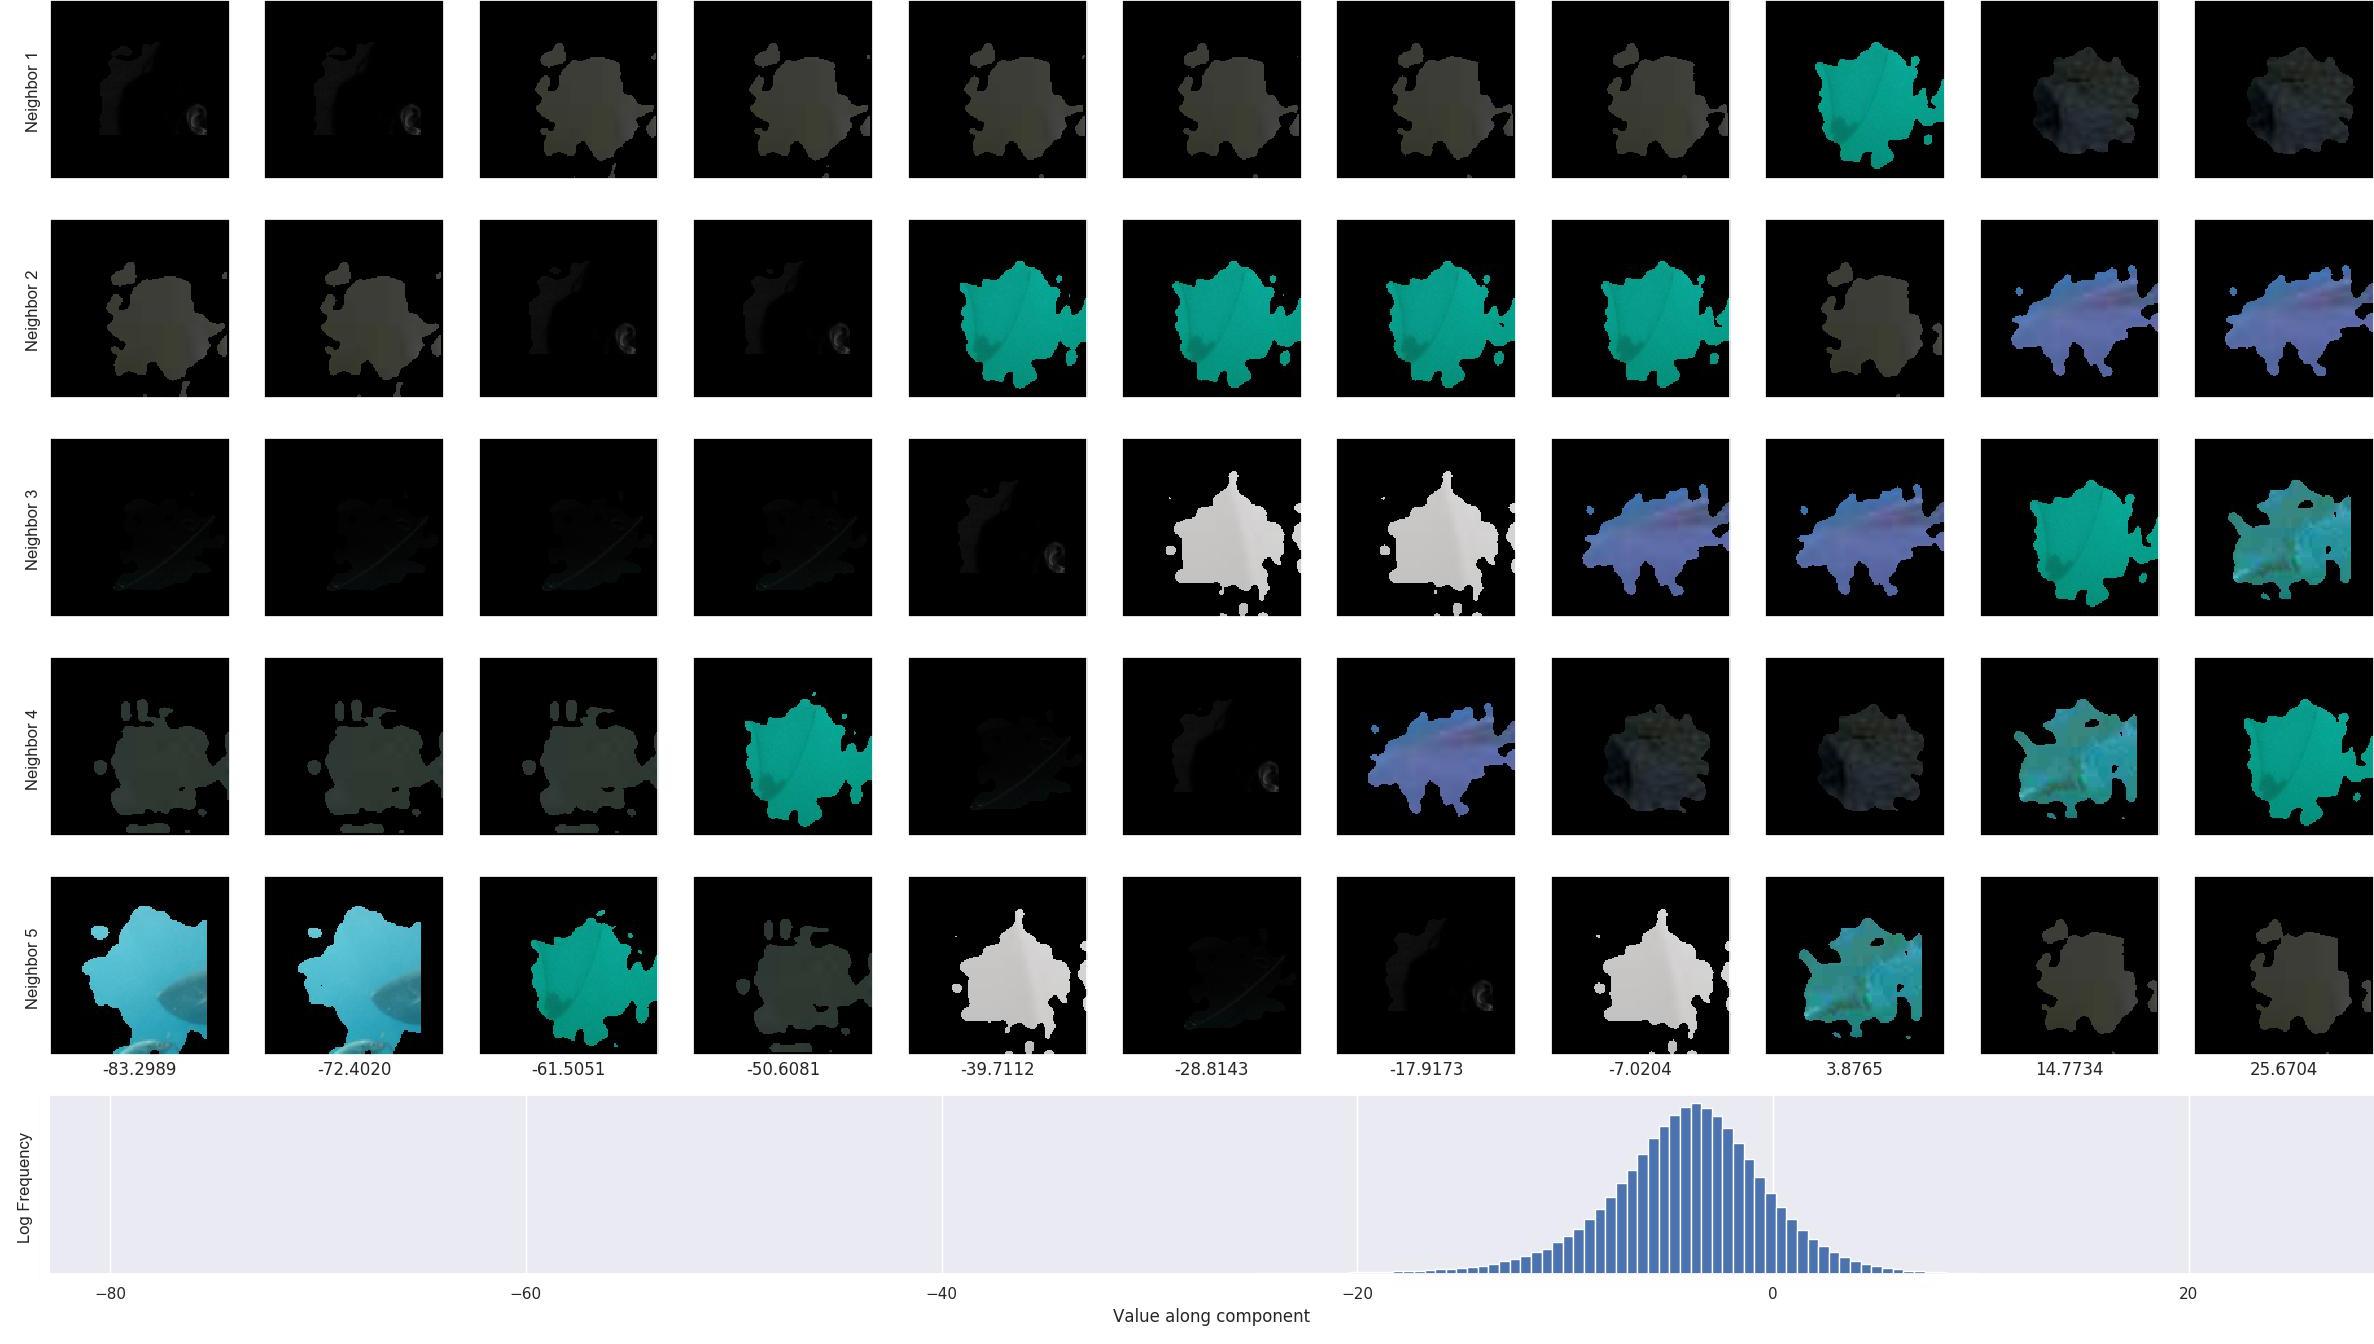 Neighbor 1
Neighbor 2
Neighbor 3
Neighbor 4
Neighbor 5
-83.2989 -72.4020 -61.5051 -50.6081 -39.7112 -28.8143 -17.9173 -7.0204 3.8765 14.7734 25.6704
Log Frequency
−80 −60 −40 −20 0 20
Value along component